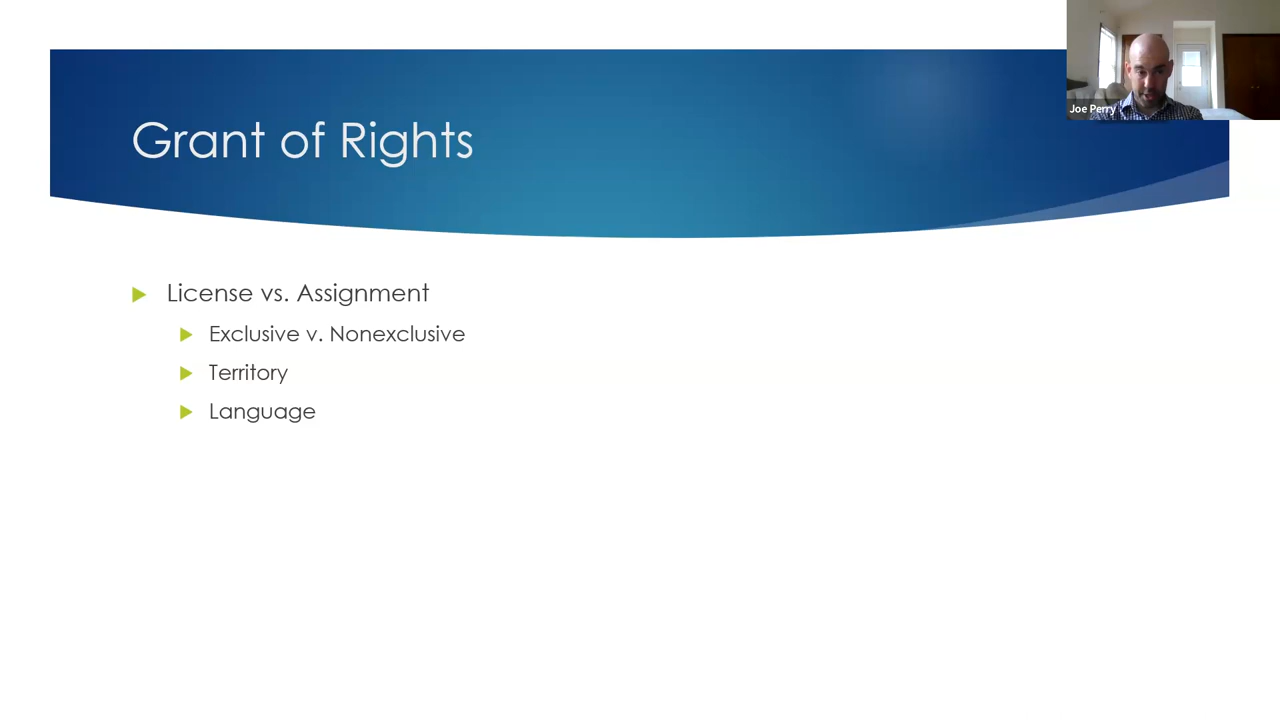 Grant of Rights
Joe Perry
License vs. Assignment
Exclusive v. Nonexclusive
Territory
Language